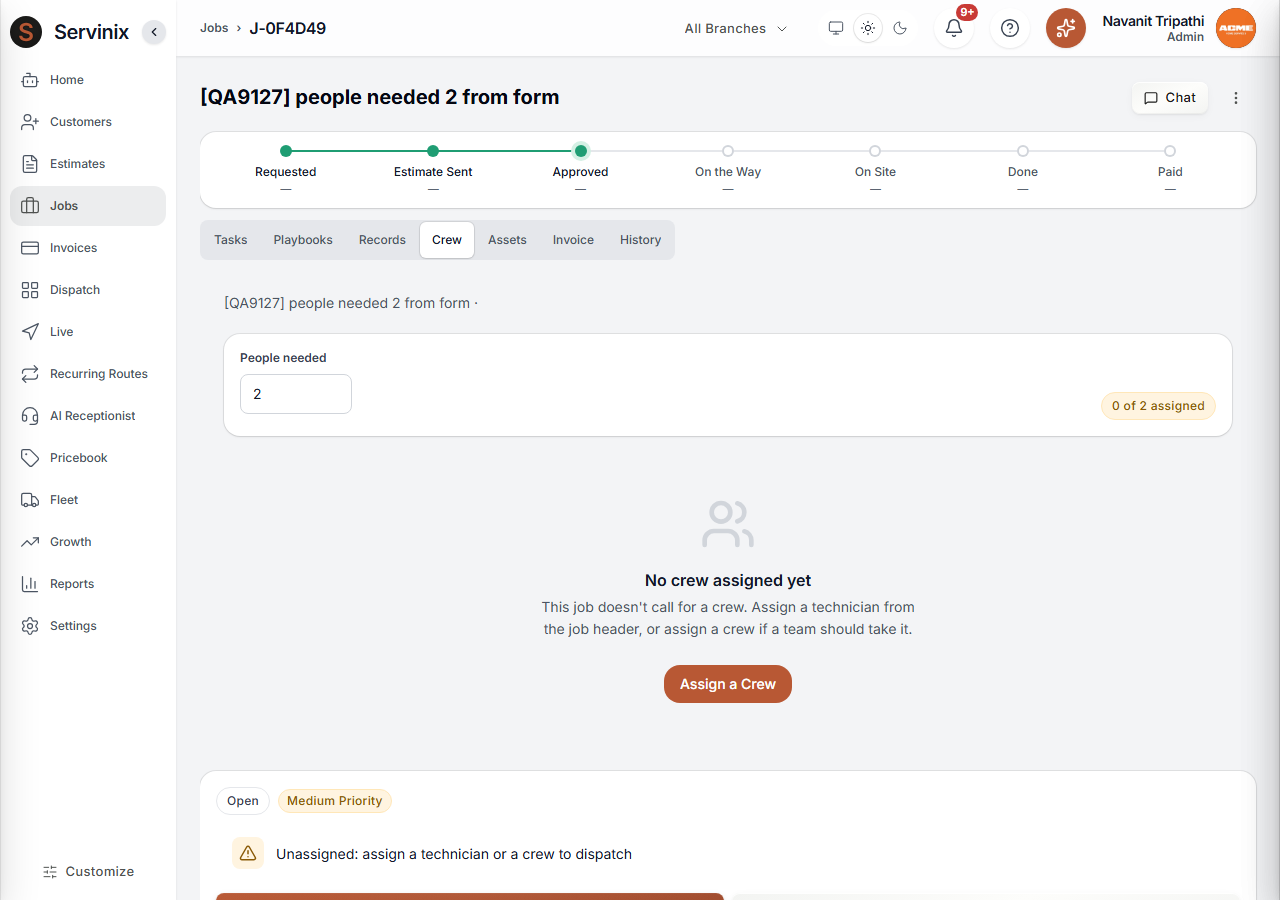 S Servinix
Jobs › J-0F4D49
All Branches
9+
Navanit Tripathi
Admin
ACME
Home
Customers
Estimates
Jobs
Invoices
Dispatch
Live
Recurring Routes
AI Receptionist
Pricebook
Fleet
Growth
Reports
Settings
Customize
[QA9127] people needed 2 from form
Chat
Requested
Estimate Sent
Approved
On the Way
On Site
Done
Paid
— — — — — — —
Tasks
Playbooks
Records
Crew
Assets
Invoice
History
[QA9127] people needed 2 from form ·
People needed
2
0 of 2 assigned
No crew assigned yet
This job doesn't call for a crew. Assign a technician from
the job header, or assign a crew if a team should take it.
Assign a Crew
Open
Medium Priority
Unassigned: assign a technician or a crew to dispatch